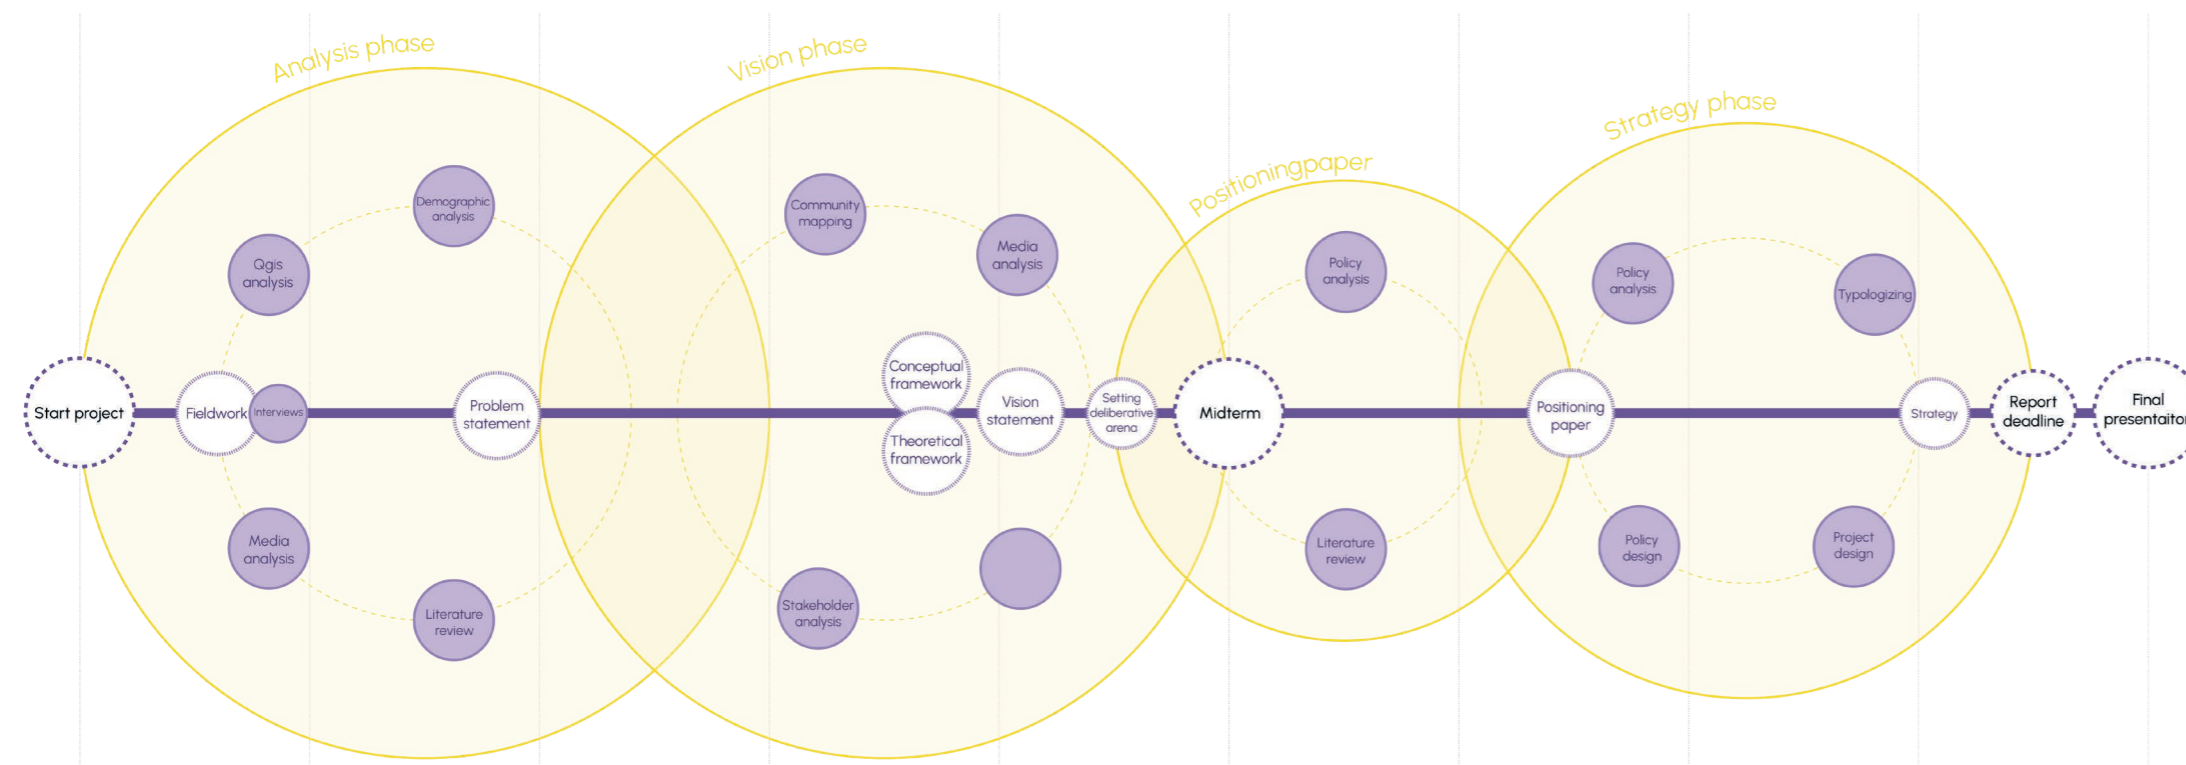 Analysis phase
Vision phase
Positioningpaper
Strategy phase
Demographic
analysis
Qgis
analysis
Community
mapping
Media
analysis
Policy
analysis
Policy
analysis
Typologizing
Start project
Fieldwork
Interviews
Problem
statement
Conceptual
framework
Theoretical
framework
Vision
statement
Setting
deliberative
arena
Midterm
Positioning
paper
Strategy
Report
deadline
Final
presentaitor
Media
analysis
Literature
review
Stakeholder
analysis
Literature
review
Policy
design
Project
design